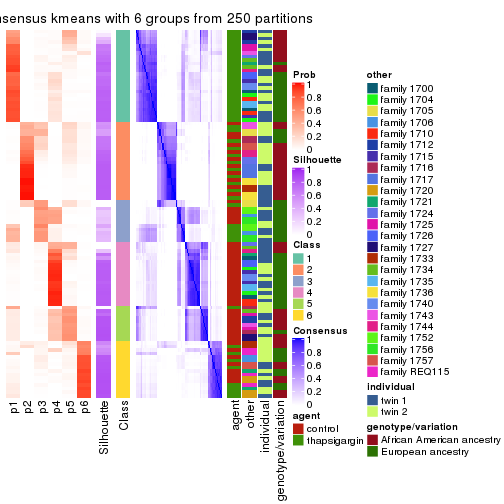 nsensus kmeans with 6 groups from 250 partitions
p1
p2
p3
p4
p5
p6
Silhouette
Class
agent
other
individual
genotype/variation
Prob
1
0.8
0.6
0.4
0.2
0
Silhouette
1
0.8
0.6
0.4
0.2
0
Class
1
2
3
4
5
6
Consensus
1
0.8
0.6
0.4
0.2
0
agent
control
thapsigargin
other
family 1700
family 1704
family 1705
family 1706
family 1710
family 1712
family 1715
family 1716
family 1717
family 1720
family 1721
family 1724
family 1725
family 1726
family 1727
family 1733
family 1734
family 1735
family 1736
family 1740
family 1743
family 1744
family 1752
family 1756
family 1757
family REQ115
individual
twin 1
twin 2
genotype/variation
African American ancestry
European ancestry